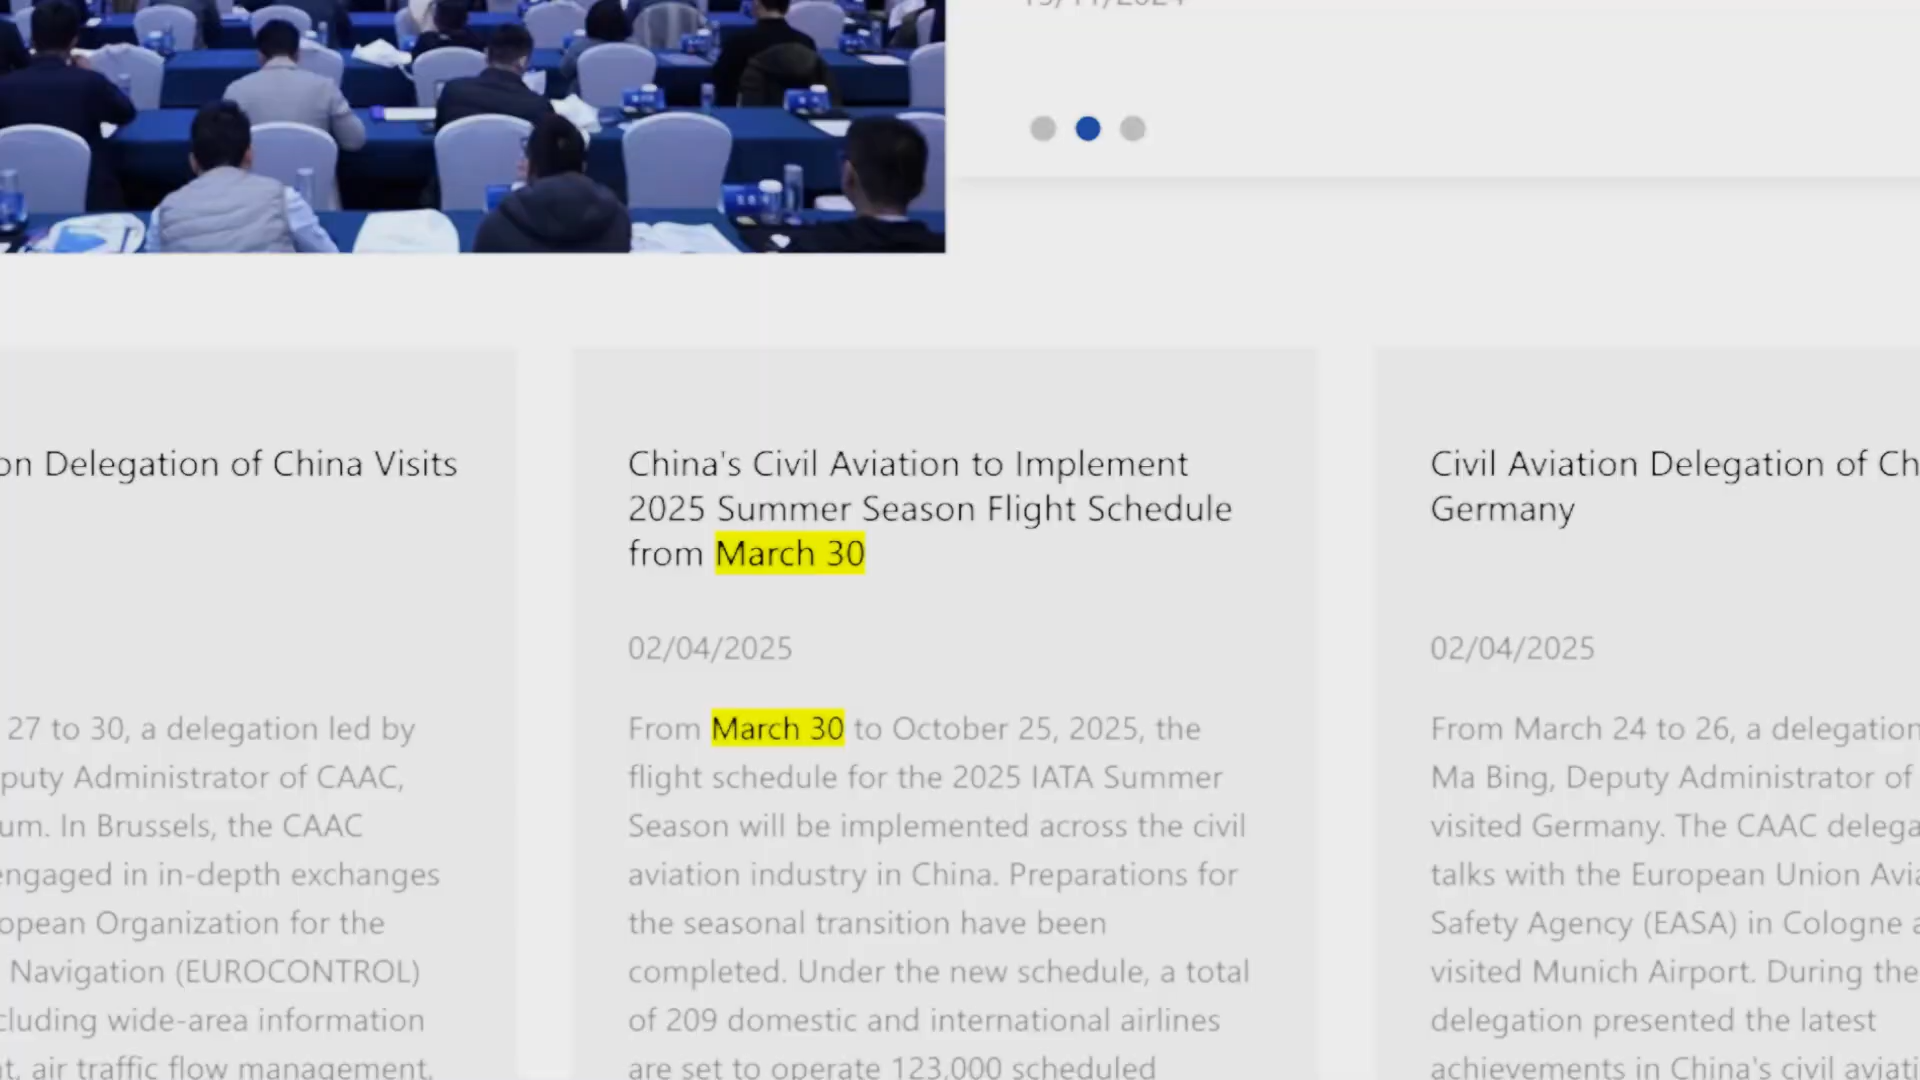 on Delegation of China Visits
27 to 30, a delegation led by
puty Administrator of CAAC,
um. In Brussels, the CAAC
engaged in in-depth exchanges
opean Organization for the
Navigation (EUROCONTROL)
cluding wide-area information
t, air traffic flow management,
China's Civil Aviation to Implement
2025 Summer Season Flight Schedule
from March 30
02/04/2025
From March 30 to October 25, 2025, the
flight schedule for the 2025 IATA Summer
Season will be implemented across the civil
aviation industry in China. Preparations for
the seasonal transition have been
completed. Under the new schedule, a total
of 209 domestic and international airlines
are set to operate 123,000 scheduled
Civil Aviation Delegation of Ch
Germany
02/04/2025
From March 24 to 26, a delegation
Ma Bing, Deputy Administrator of
visited Germany. The CAAC delega
talks with the European Union Avia
Safety Agency (EASA) in Cologne a
visited Munich Airport. During the
delegation presented the latest
achievements in China's civil aviati